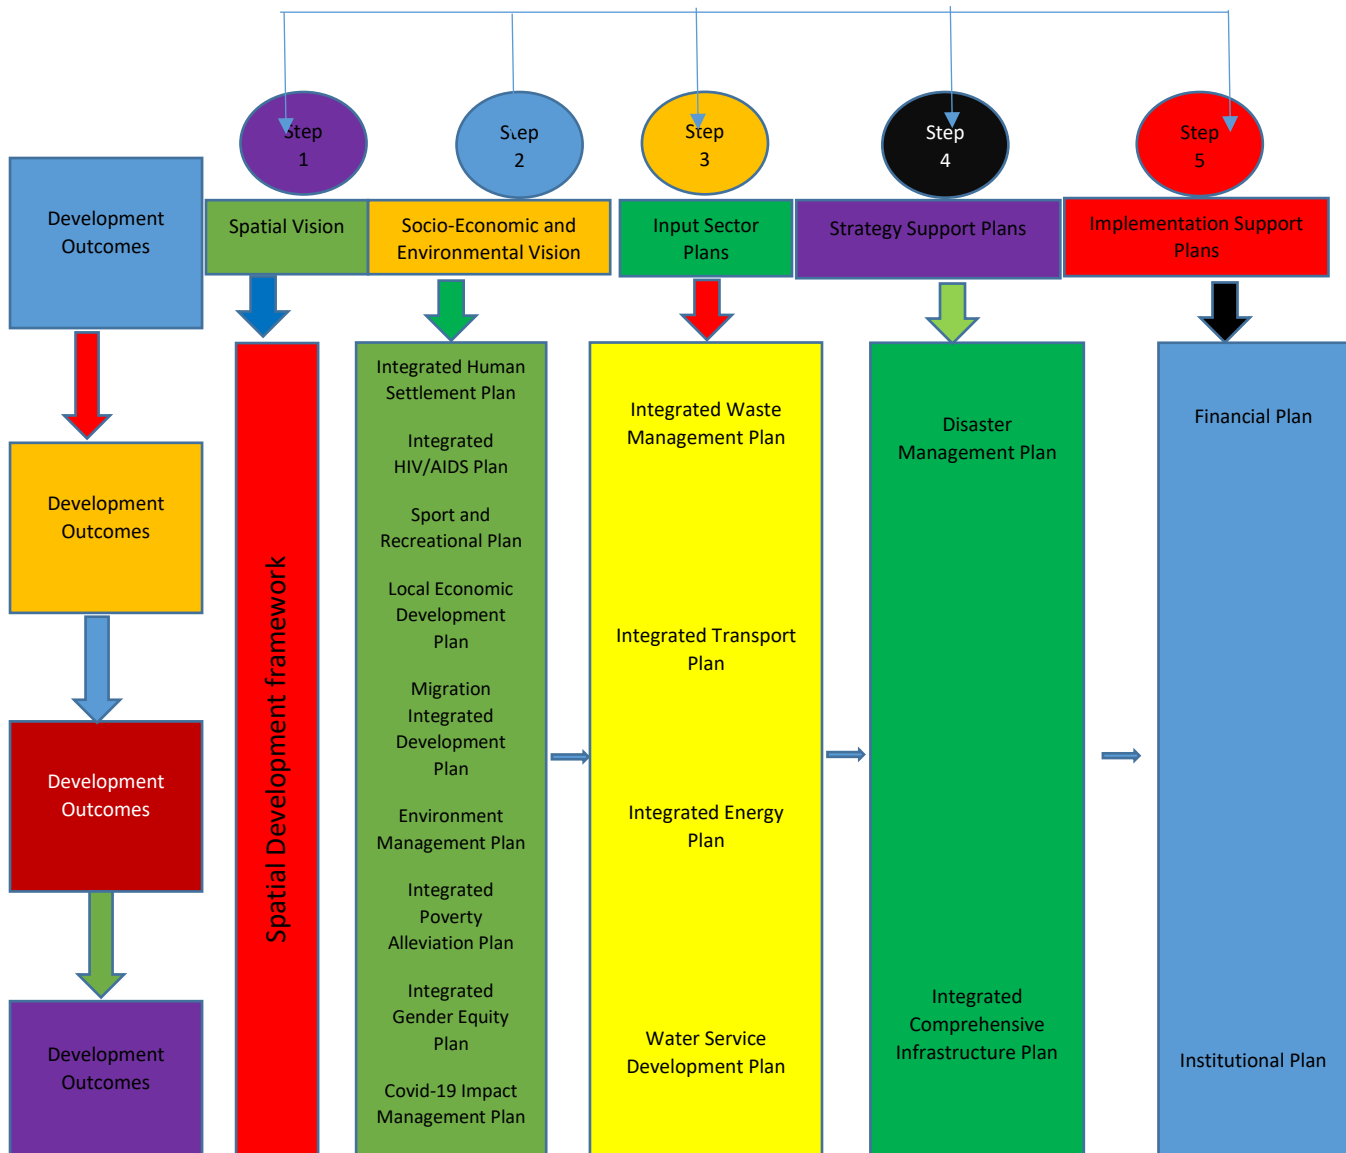 Step
1
Step
2
Step
3
Step
4
Step
5
Development
Outcomes
Spatial Vision
Socio-Economic and
Environmental Vision
Input Sector
Plans
Strategy Support Plans
Implementation Support
Plans
Development
Outcomes
Development
Outcomes
Development
Outcomes
Spatial Development framework
Integrated Human
Settlement Plan
Integrated
HIV/AIDS Plan
Sport and
Recreational Plan
Local Economic
Development
Plan
Migration
Integrated
Development
Plan
Environment
Management Plan
Integrated
Poverty
Alleviation Plan
Integrated
Gender Equity
Plan
Covid-19 Impact
Management Plan
Integrated Waste
Management Plan
Integrated Transport
Plan
Integrated Energy
Plan
Water Service
Development Plan
Disaster
Management Plan
Integrated
Comprehensive
Infrastructure Plan
Financial Plan
Institutional Plan